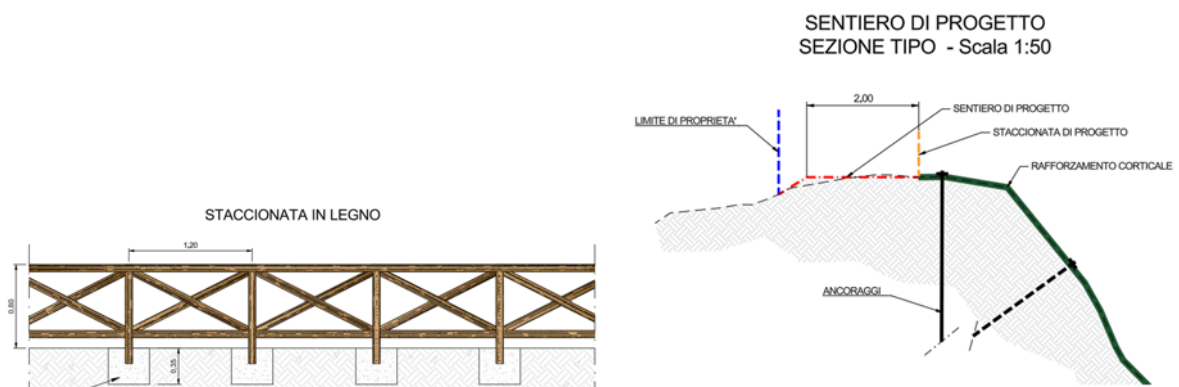 SENTIERO DI PROGETTO
SEZIONE TIPO - Scala 1:50
2,00
SENTIERO DI PROGETTO
LIMITE DI PROPRIETA'
STACCIONATA DI PROGETTO
RAFFORZAMENTO CORTICALE
ANCORAGGI
STACCIONATA IN LEGNO
1,20
0,80
0,35